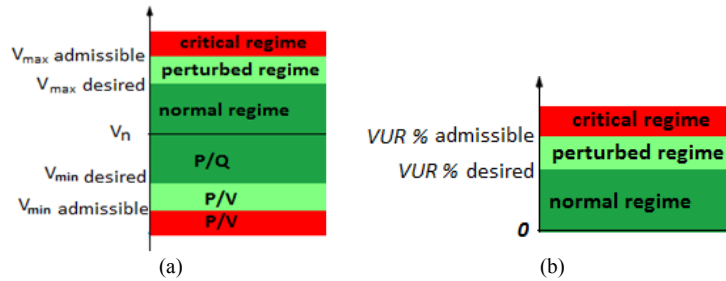 critical regime
Vmax admissible
perturbed regime
Vmax desired
normal regime
Vn
P/Q
Vmin desired
P/V
Vmin admissible
P/V
(a)
critical regime
VUR % admissible
perturbed regime
VUR % desired
normal regime
0
(b)